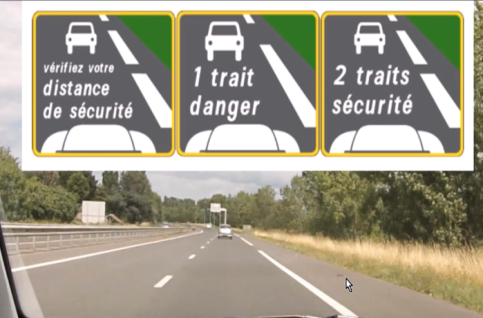 vérifiez votre
distance
de sécurité
1 trait
danger
2 traits
sécurité